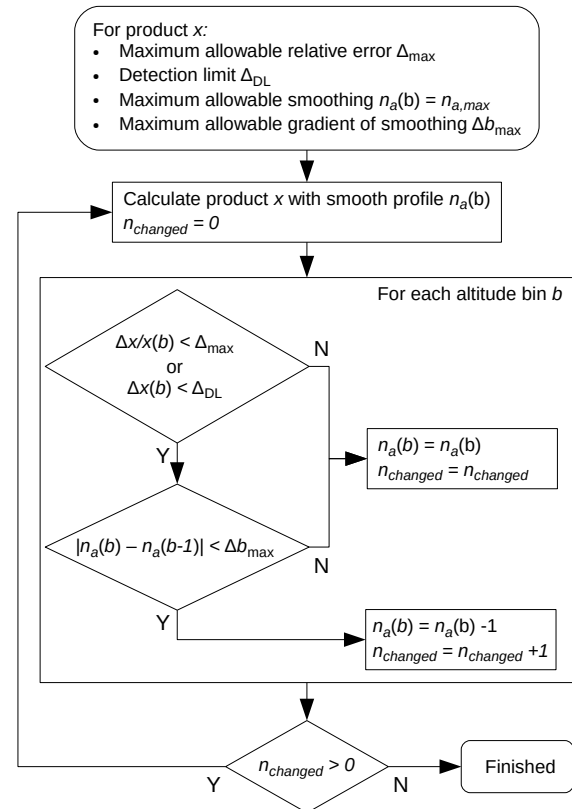 For product x:
• Maximum allowable relative error Δmax
• Detection limit ΔDL
• Maximum allowable smoothing na(b) = na,max
• Maximum allowable gradient of smoothing Δbmax
Calculate product x with smooth profile na(b)
nchanged = 0
For each altitude bin b
Δx/x(b) < Δmax
or
Δx(b) < ΔDL
N
Y
na(b) = na(b)
nchanged = nchanged
|na(b) – na(b-1)| < Δbmax
N
Y
na(b) = na(b) -1
nchanged = nchanged +1
nchanged > 0
Y
N
Finished